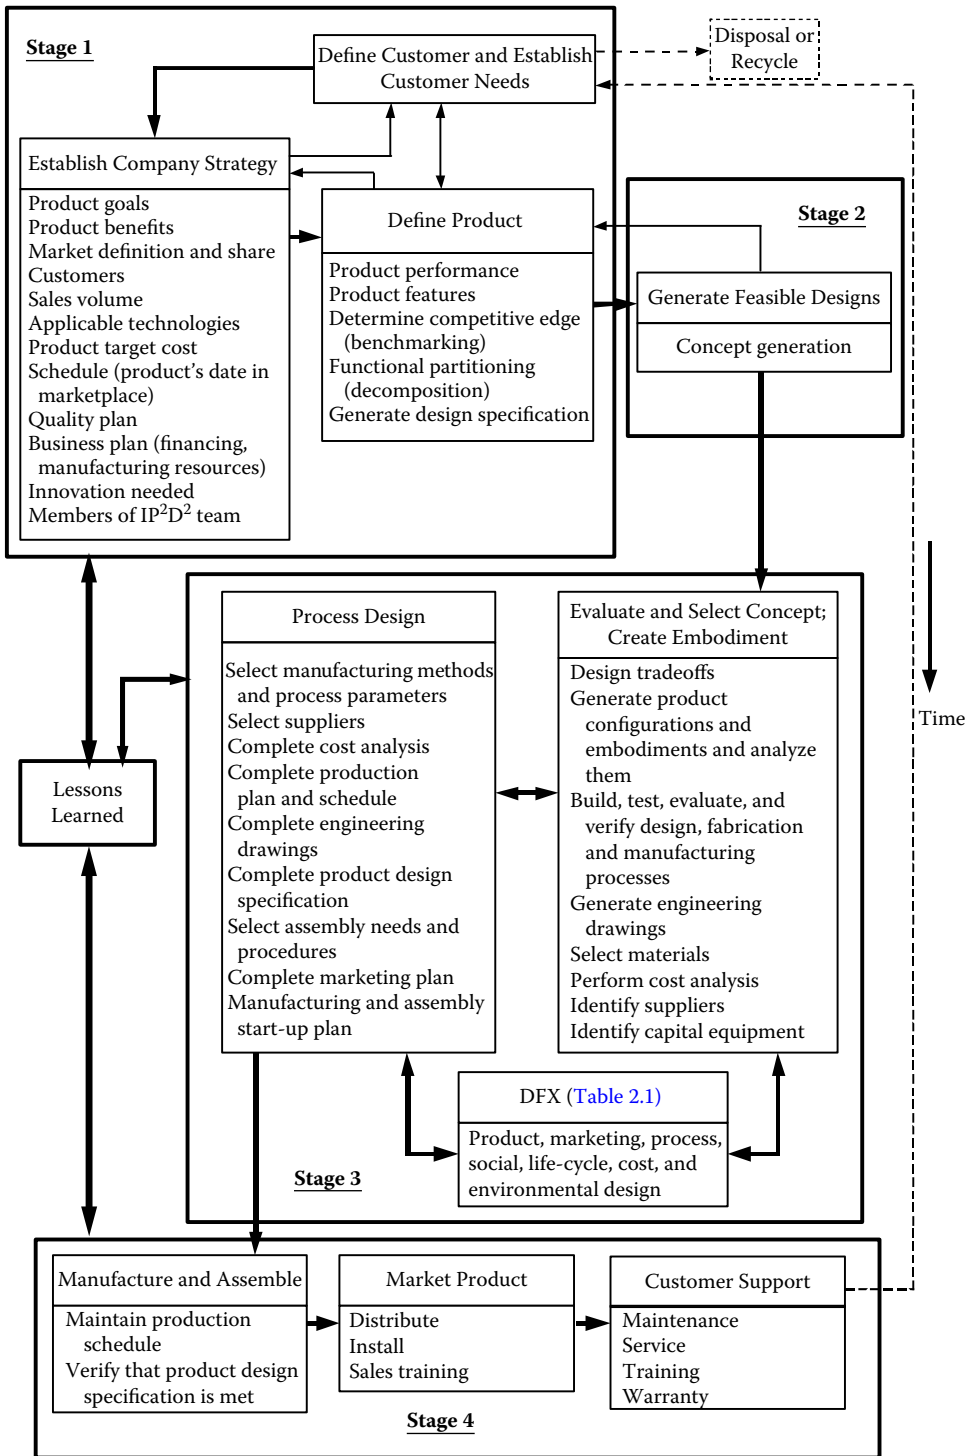 Stage 1
Define Customer and Establish
Customer Needs
Disposal or
Recycle
Establish Company Strategy
Product goals
Product benefits
Market definition and share
Customers
Sales volume
Applicable technologies
Product target cost
Schedule (product's date in
marketplace)
Quality plan
Business plan (financing,
manufacturing resources)
Innovation needed
Members of IP²D² team
Define Product
Product performance
Product features
Determine competitive edge
(benchmarking)
Functional partitioning
(decomposition)
Generate design specification
Stage 2
Generate Feasible Designs
Concept generation
Time
Lessons
Learned
Process Design
Select manufacturing methods
and process parameters
Select suppliers
Complete cost analysis
Complete production
plan and schedule
Complete engineering
drawings
Complete product design
specification
Select assembly needs and
procedures
Complete marketing plan
Manufacturing and assembly
start-up plan
Evaluate and Select Concept;
Create Embodiment
Design tradeoffs
Generate product
configurations and
embodiments and analyze
them
Build, test, evaluate, and
verify design, fabrication
and manufacturing
processes
Generate engineering
drawings
Select materials
Perform cost analysis
Identify suppliers
Identify capital equipment
DFX (Table 2.1)
Product, marketing, process,
social, life-cycle, cost, and
environmental design
Stage 3
Manufacture and Assemble
Maintain production
schedule
Verify that product design
specification is met
Market Product
Distribute
Install
Sales training
Customer Support
Maintenance
Service
Training
Warranty
Stage 4